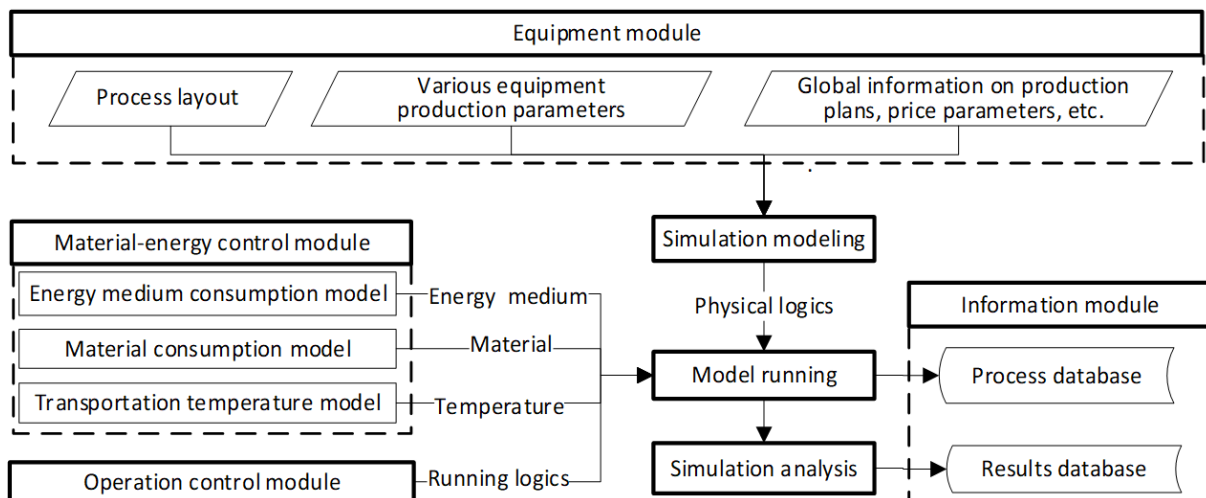 Equipment module
Process layout
Various equipment
production parameters
Global information on production
plans, price parameters, etc.
Simulation modeling
Material-energy control module
Energy medium consumption model
Energy medium
Physical logics
Information module
Material consumption model
Material
Model running
Process database
Transportation temperature model
Temperature
Operation control module
Running logics
Simulation analysis
Results database